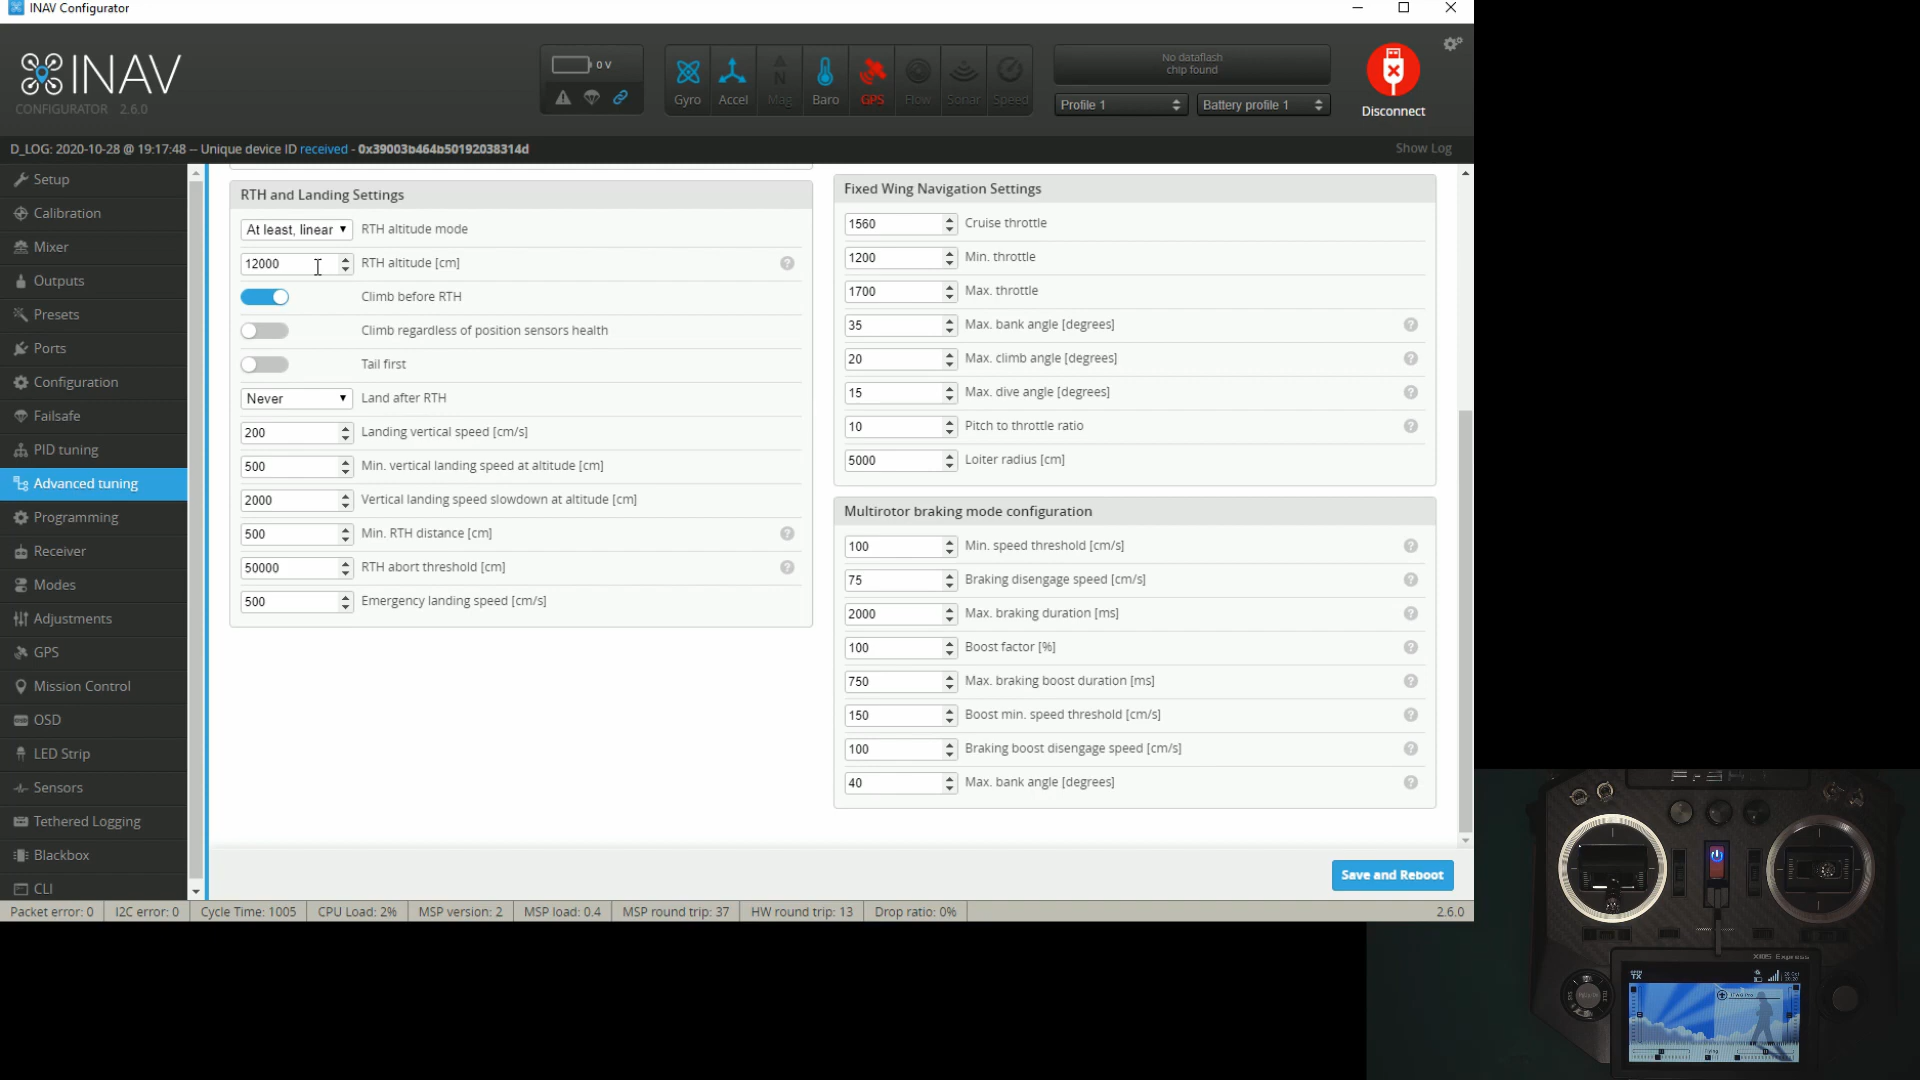 INAV Configurator
INAV
CONFIGURATOR 2.6.0
0 V
Gyro
Accel
Mag
Baro
GPS
Flow
Sonar
Speed
No dataflash
chip found
Profile 1
Battery profile 1
Disconnect
D_LOG: 2020-10-28 @ 19:17:48 -- Unique device ID received - 0x39003b464b50192038314d
Show Log
Setup
Calibration
Mixer
Outputs
Presets
Ports
Configuration
Failsafe
PID tuning
Advanced tuning
Programming
Receiver
Modes
Adjustments
GPS
Mission Control
OSD
LED Strip
Sensors
Tethered Logging
Blackbox
CLI
RTH and Landing Settings
At least, linear RTH altitude mode
12000 RTH altitude [cm]
Climb before RTH
Climb regardless of position sensors health
Tail first
Never Land after RTH
200 Landing vertical speed [cm/s]
500 Min. vertical landing speed at altitude [cm]
2000 Vertical landing speed slowdown at altitude [cm]
500 Min. RTH distance [cm]
50000 RTH abort threshold [cm]
500 Emergency landing speed [cm/s]
Fixed Wing Navigation Settings
1560 Cruise throttle
1200 Min. throttle
1700 Max. throttle
35 Max. bank angle [degrees]
20 Max. climb angle [degrees]
15 Max. dive angle [degrees]
10 Pitch to throttle ratio
5000 Loiter radius [cm]
Multirotor braking mode configuration
100 Min. speed threshold [cm/s]
75 Braking disengage speed [cm/s]
2000 Max. braking duration [ms]
100 Boost factor [%]
750 Max. braking boost duration [ms]
150 Boost min. speed threshold [cm/s]
100 Braking boost disengage speed [cm/s]
40 Max. bank angle [degrees]
Save and Reboot
Packet error: 0
I2C error: 0
Cycle Time: 1005
CPU Load: 2%
MSP version: 2
MSP load: 0.4
MSP round trip: 37
HW round trip: 13
Drop ratio: 0%
2.6.0
X10S Express
TX